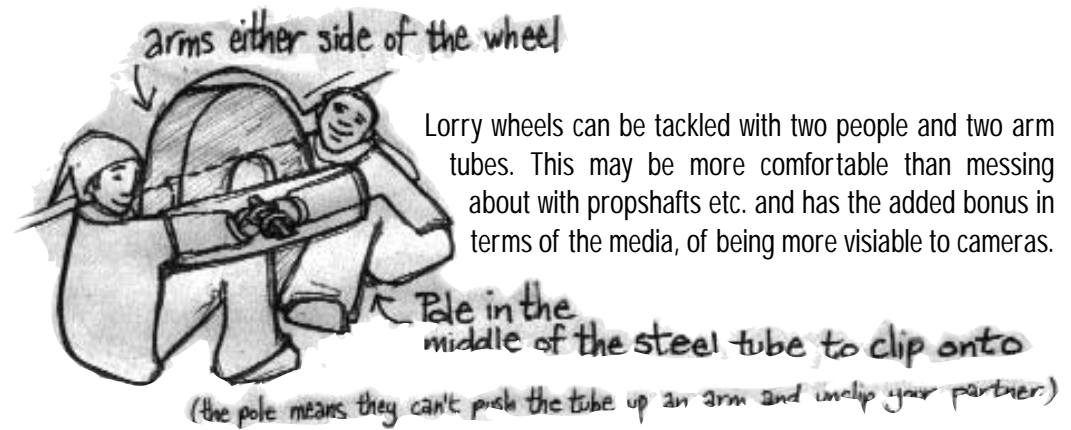 arms either side of the wheel
Lorry wheels can be tackled with two people and two arm
tubes. This may be more comfortable than messing
about with propshafts etc. and has the added bonus in
terms of the media, of being more visiable to cameras.
Pole in the
middle of the steel tube to clip onto
(the pole means they can't push the tube up an arm and unclip your partner.)